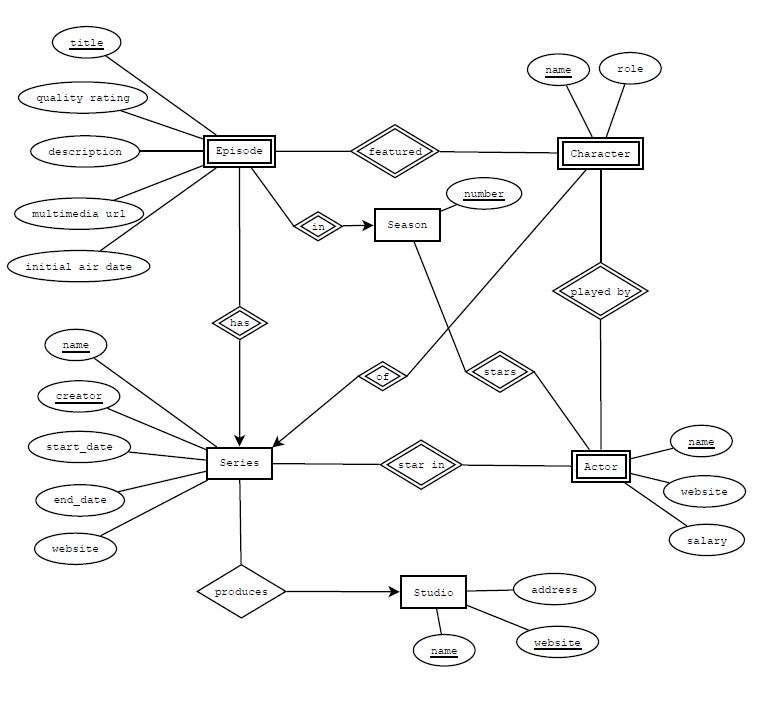 title
quality rating
description
multimedia url
initial air date
Episode
featured
name
role
Character
in
Season
number
has
played by
of
stars
name
creator
start_date
end_date
website
Series
star in
Actor
name
website
salary
produces
Studio
address
website
name